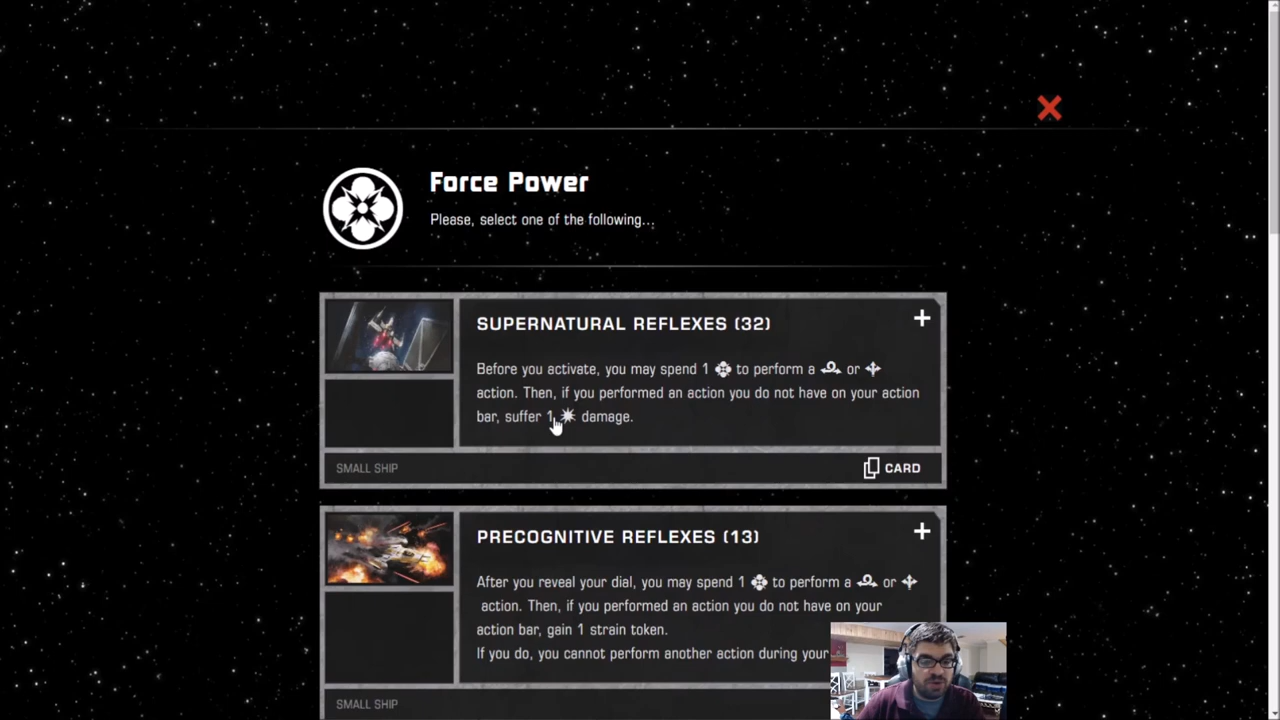 Force Power
Please, select one of the following...
SUPERNATURAL REFLEXES (32)
Before you activate, you may spend 1 to perform a or
action. Then, if you performed an action you do not have on your action
bar, suffer 1 damage.
SMALL SHIP
CARD
PRECOGNITIVE REFLEXES (13)
After you reveal your dial, you may spend 1 to perform a or
action. Then, if you performed an action you do not have on your
action bar, gain 1 strain token.
If you do, you cannot perform another action during your
SMALL SHIP